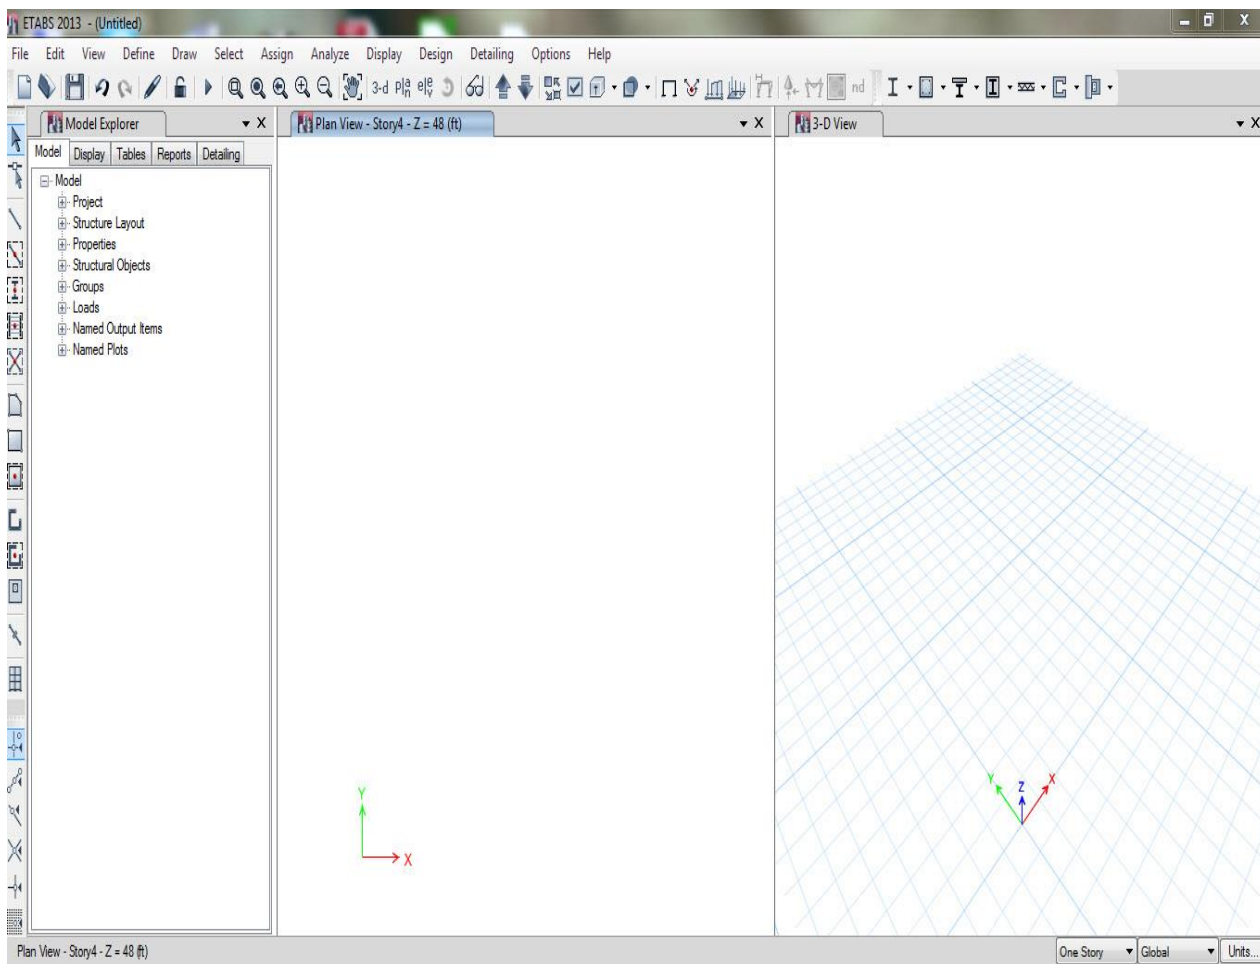 ETABS 2013 - (Untitled)
File Edit View Define Draw Select Assign Analyze Display Design Detailing Options Help
3-d pla ele nd
Model Explorer
Plan View - Story4 - Z = 48 (ft)
3-D View
Model Display Tables Reports Detailing
Model
Project
Structure Layout
Properties
Structural Objects
Groups
Loads
Named Output Items
Named Plots
Y
X
Y Z X
Plan View - Story4 - Z = 48 (ft)
One Story Global Units...